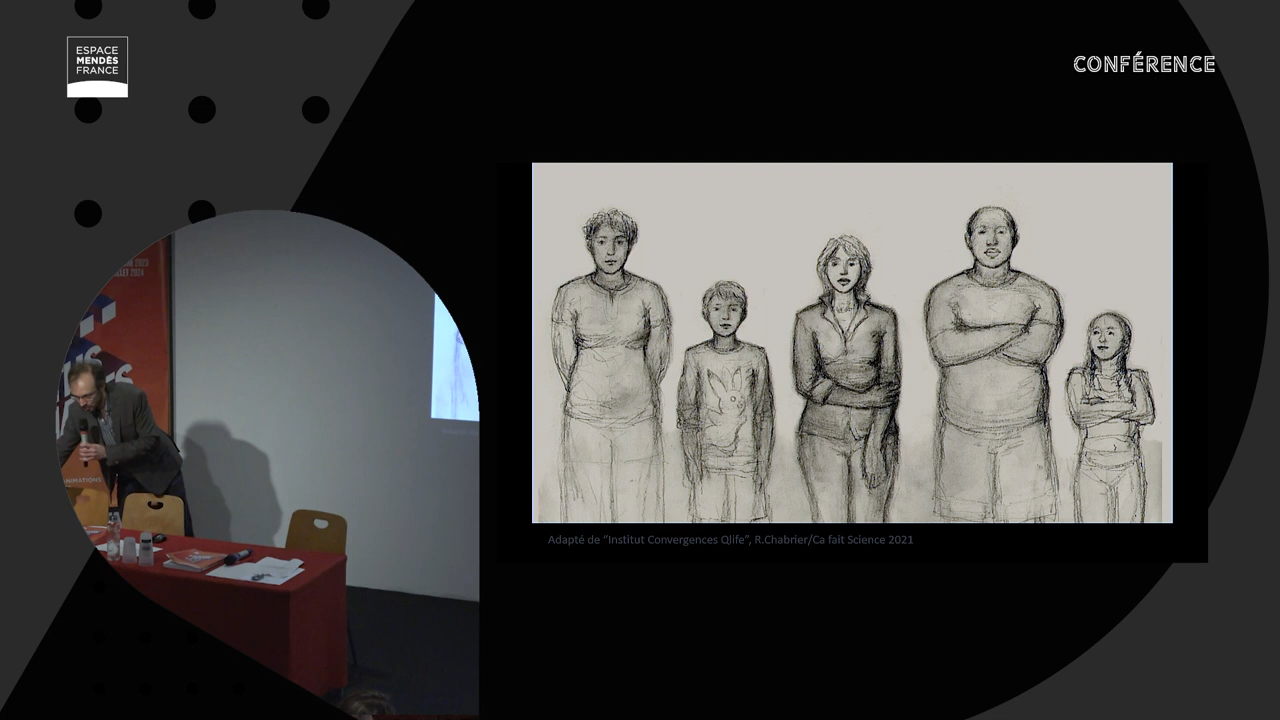 ESPACE
MENDÈS
FRANCE
CONFÉRENCE
Adapté de “Institut Convergences Qlife”, R.Chabrier/Ca fait Science 2021